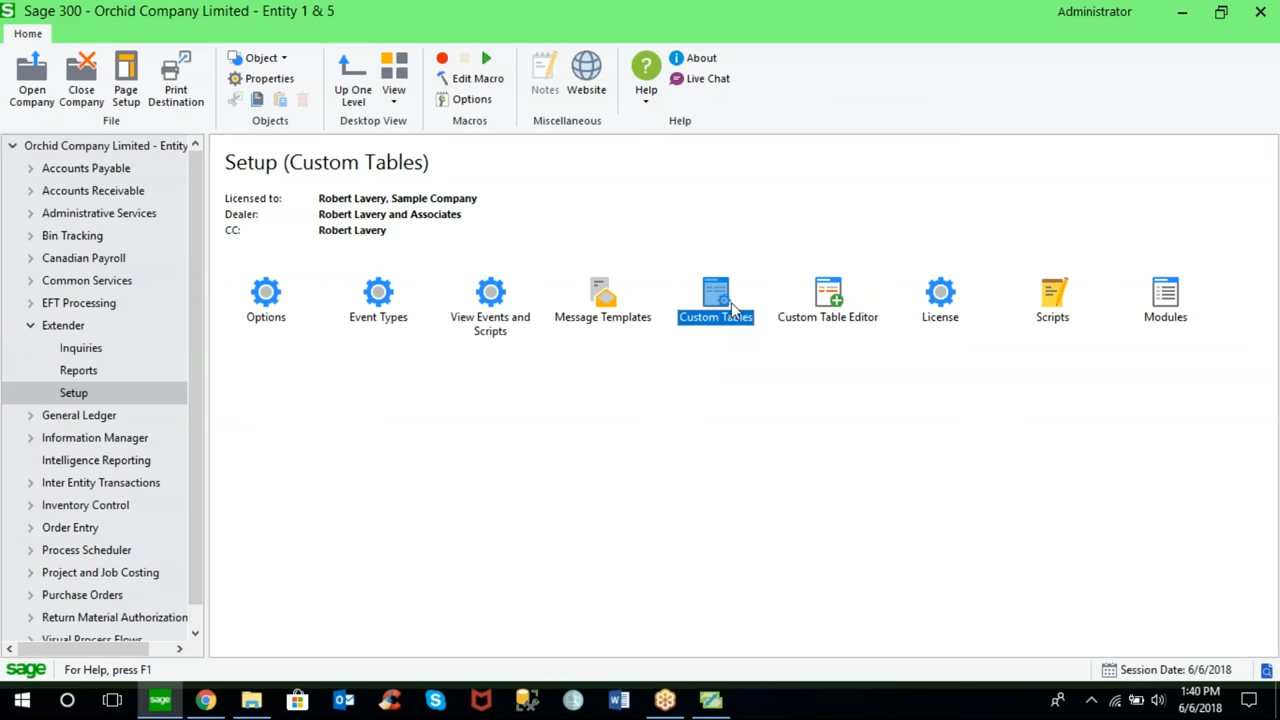 Sage 300 - Orchid Company Limited - Entity 1 & 5
Administrator
Home
Open Company
Close Company
Page Setup
Print Destination
File
Object
Properties
Objects
Up One Level
View
Desktop View
Edit Macro
Options
Macros
Notes
Website
Miscellaneous
Help
About
Live Chat
Help
Orchid Company Limited - Entity
Accounts Payable
Accounts Receivable
Administrative Services
Bin Tracking
Canadian Payroll
Common Services
EFT Processing
Extender
Inquiries
Reports
Setup
General Ledger
Information Manager
Intelligence Reporting
Inter Entity Transactions
Inventory Control
Order Entry
Process Scheduler
Project and Job Costing
Purchase Orders
Return Material Authorization
Visual Process Flows
Setup (Custom Tables)
Licensed to: Robert Lavery, Sample Company
Dealer: Robert Lavery and Associates
CC: Robert Lavery
Options
Event Types
View Events and Scripts
Message Templates
Custom Tables
Custom Table Editor
License
Scripts
Modules
sage
For Help, press F1
Session Date: 6/6/2018
sage
1:40 PM
6/6/2018